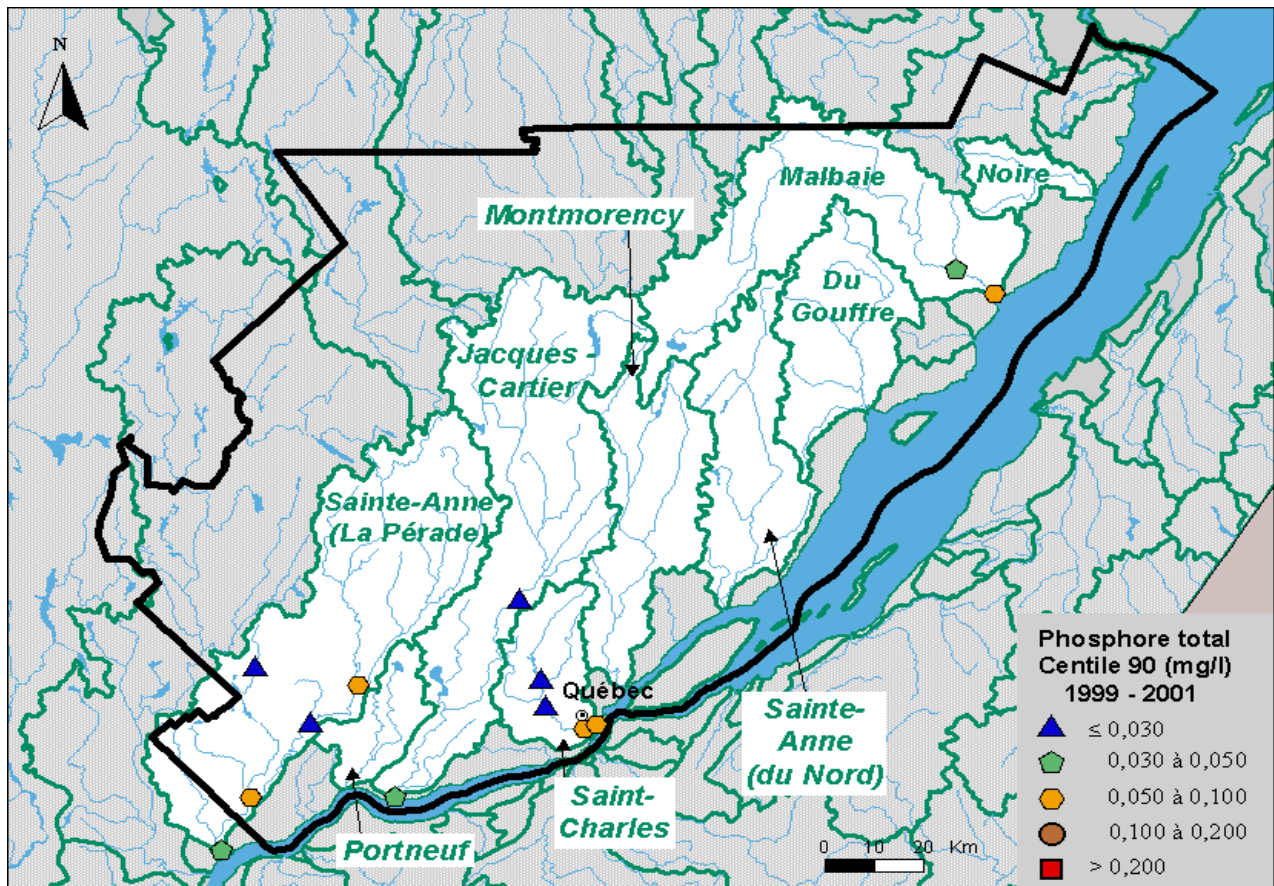 N
Malbaie
Noire
Montmorency
Du
Gouffre
Jacques -
Cartier
Sainte-Anne
(La Pérade)
Québec
Sainte-
Anne
(du Nord)
Saint-
Charles
Portneuf
0 10 20 Km
Phosphore total
Centile 90 (mg/l)
1999 - 2001
≤ 0,030
0,030 à 0,050
0,050 à 0,100
0,100 à 0,200
> 0,200